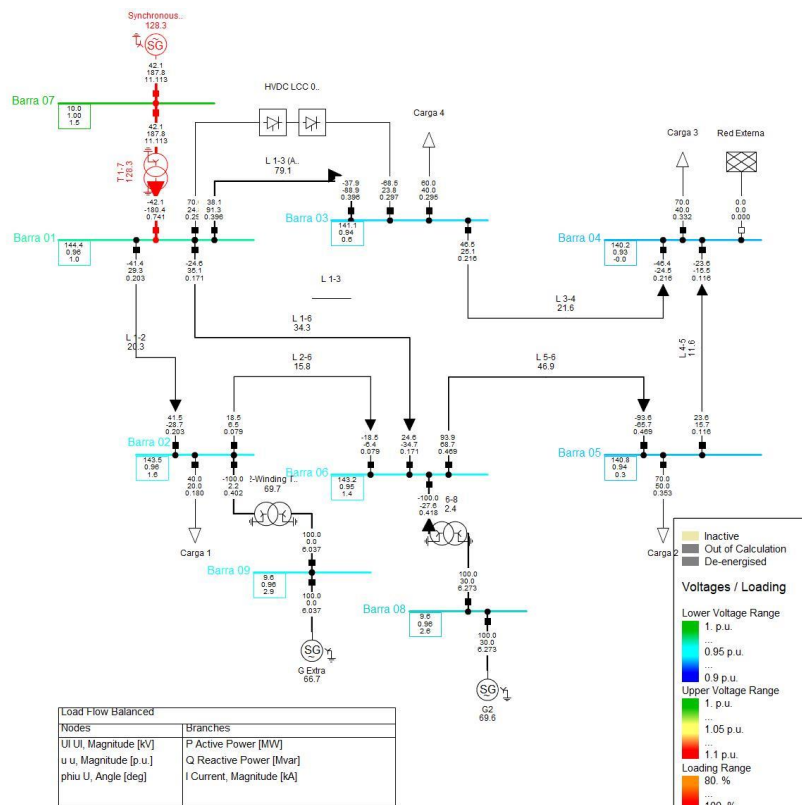 Synchronous..
128.3
SG
42.1
187.8
11.113
HVDC LCC 0..
Barra 07
10.0
1.00
1.5
42.1
187.8
11.113
Carga 4
Carga 3
Red Externa
T 1-7
128.3
L 1-3 (A..
79.1
-42.1
-180.4
0.741
38.1
91.3
0.396
-37.9
-88.9
0.396
-68.5
23.8
0.297
60.0
40.0
0.295
70.0
40.0
0.332
0.0
0.0
0.000
Barra 01
144.4
0.96
1.0
Barra 03
141.1
0.94
0.6
Barra 04
140.2
0.93
-0.0
-41.4
29.3
0.203
-24.6
35.1
0.171
46.5
25.1
0.216
-46.4
-24.5
0.216
-23.6
-16.5
0.116
L 1-3
L 3-4
21.6
L 1-6
34.3
L 1-2
20.3
L 2-6
15.8
L 5-6
46.9
L 4-5
11.6
41.5
-28.7
0.203
18.5
6.5
0.079
-18.5
-6.4
0.079
24.6
-34.7
0.171
93.9
68.7
0.469
-93.6
-65.7
0.469
23.6
15.7
0.116
Barra 02
143.5
0.96
1.6
Barra 06
143.2
0.95
1.4
Barra 05
140.8
0.94
0.3
40.0
20.0
0.180
-100.0
2.2
0.402
!-Winding T..
69.7
-100.0
-27.6
0.418
6-8
2.4
70.0
50.0
0.353
Carga 1
Carga 2
100.0
0.0
6.037
Barra 09
9.6
0.96
2.9
100.0
0.0
6.037
100.0
30.0
6.273
Barra 08
9.6
0.96
2.6
100.0
30.0
6.273
SG
G Extra
66.7
SG
G2
69.6
Inactive
Out of Calculation
De-energised
Voltages / Loading
Lower Voltage Range
1. p.u.
...
0.95 p.u.
...
0.9 p.u.
Upper Voltage Range
1. p.u.
...
1.05 p.u.
...
1.1 p.u.
Loading Range
80. %
...
100. %
Load Flow Balanced
Nodes Branches
Ul Ul, Magnitude [kV] P Active Power [MW]
u u, Magnitude [p.u.] Q Reactive Power [Mvar]
phiu U, Angle [deg] I Current, Magnitude [kA]